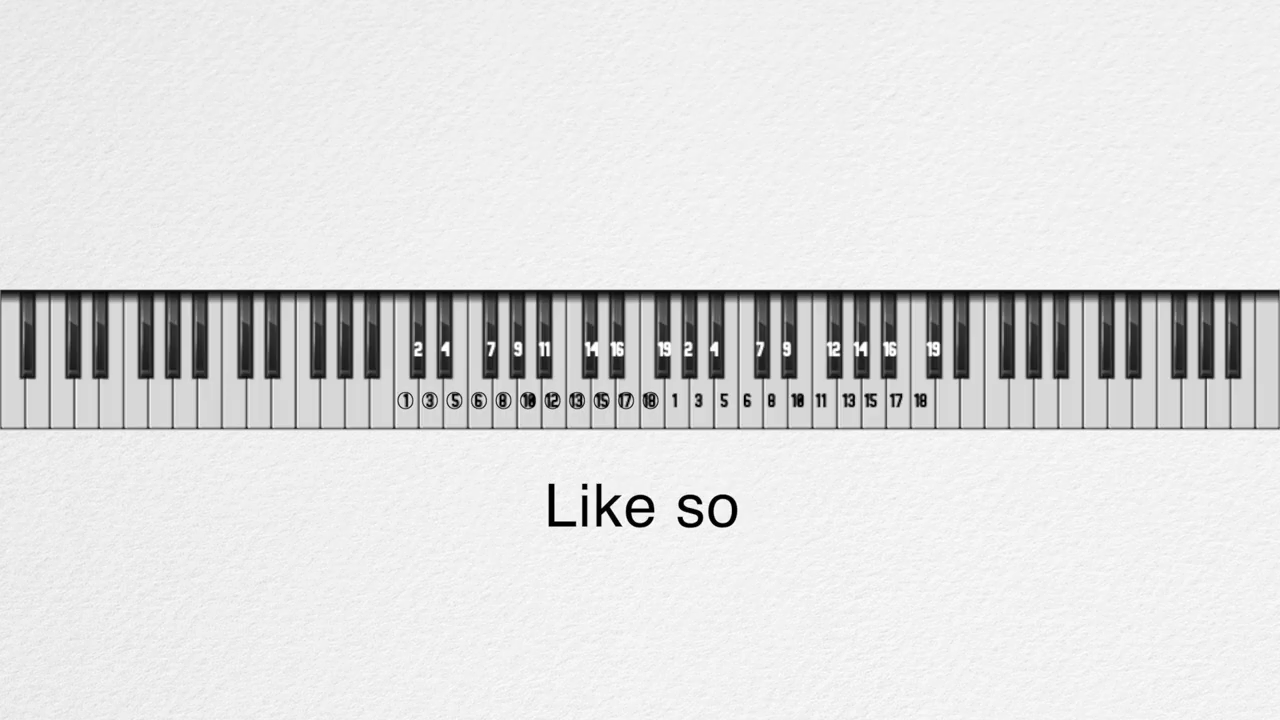 2 4 7 9 11 14 16 19 2 4 7 9 12 14 16 19
① ③ ⑤ ⑥ ⑧ ⑩ ⑫ ⑬ ⑮ ⑰ ⑱ 1 3 5 6 8 10 11 13 15 17 18
Like so